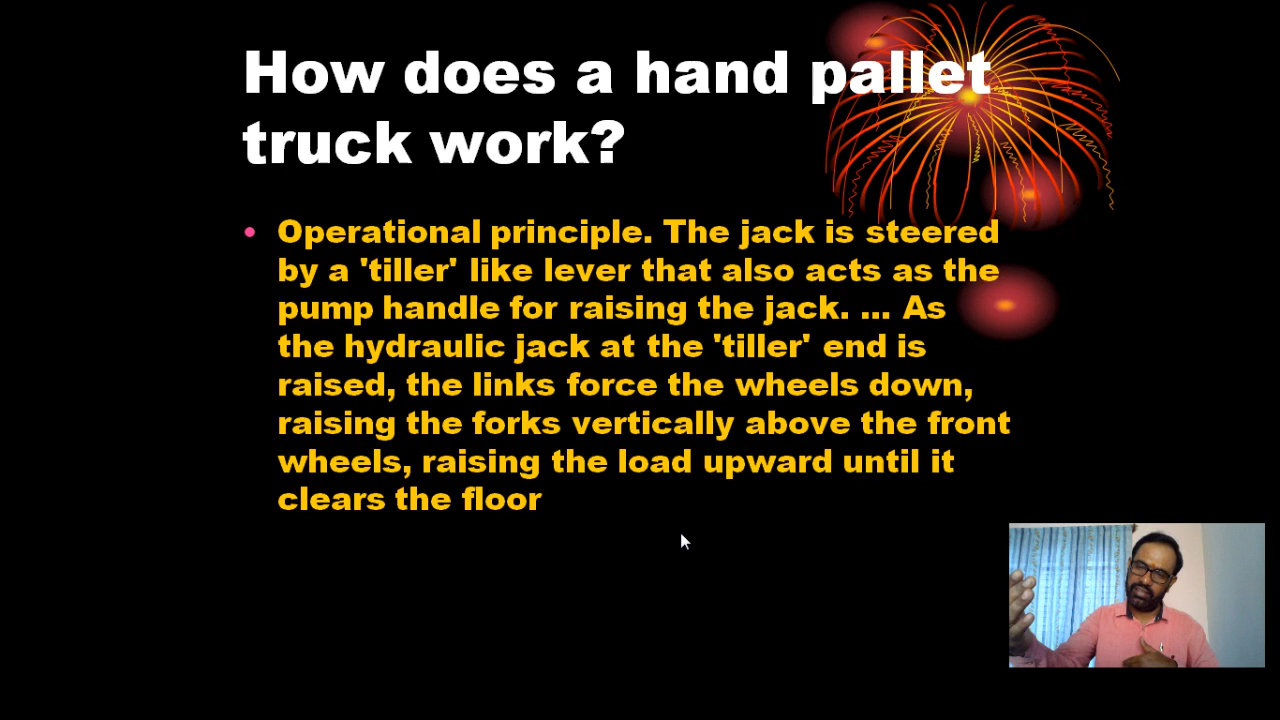 How does a hand pallet
truck work?
• Operational principle. The jack is steered
by a 'tiller' like lever that also acts as the
pump handle for raising the jack. ... As
the hydraulic jack at the 'tiller' end is
raised, the links force the wheels down,
raising the forks vertically above the front
wheels, raising the load upward until it
clears the floor